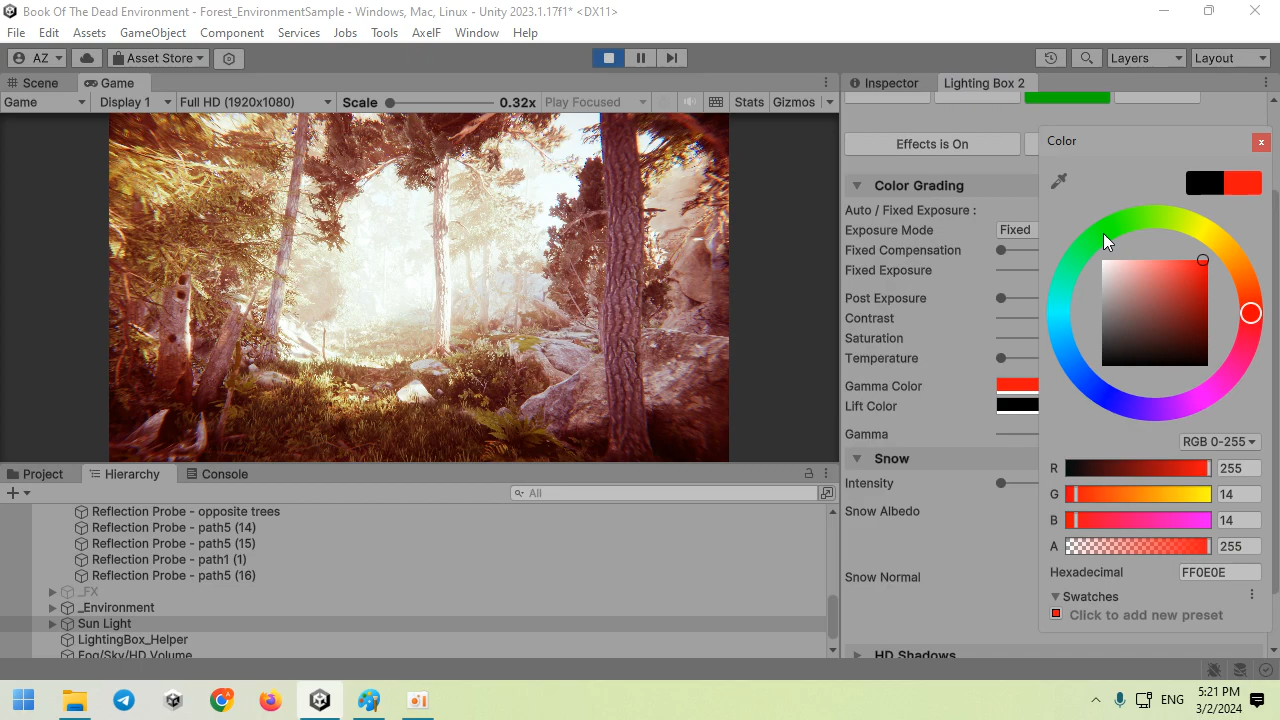 Book Of The Dead Environment - Forest_EnvironmentSample - Windows, Mac, Linux - Unity 2023.1.17f1* <DX11>
File Edit Assets GameObject Component Services Jobs Tools AxelF Window Help
AZ Asset Store Layers Layout
Scene Game Inspector Lighting Box 2
Game Display 1 Full HD (1920x1080) Scale 0.32x Play Focused Stats Gizmos
Effects is On
Color
Color Grading
Auto / Fixed Exposure :
Exposure Mode Fixed
Fixed Compensation
Fixed Exposure
Post Exposure
Contrast
Saturation
Temperature
Gamma Color
Lift Color
Gamma
Snow
Intensity
Snow Albedo
Snow Normal
HD Shadows
RGB 0-255
R 255
G 14
B 14
A 255
Hexadecimal FF0E0E
Swatches
Click to add new preset
Project Hierarchy Console
All
Reflection Probe - opposite trees
Reflection Probe - path5 (14)
Reflection Probe - path5 (15)
Reflection Probe - path1 (1)
Reflection Probe - path5 (16)
_FX
_Environment
Sun Light
LightingBox_Helper
Fog/Sky/HD Volume
ENG 5:21 PM
3/2/2024